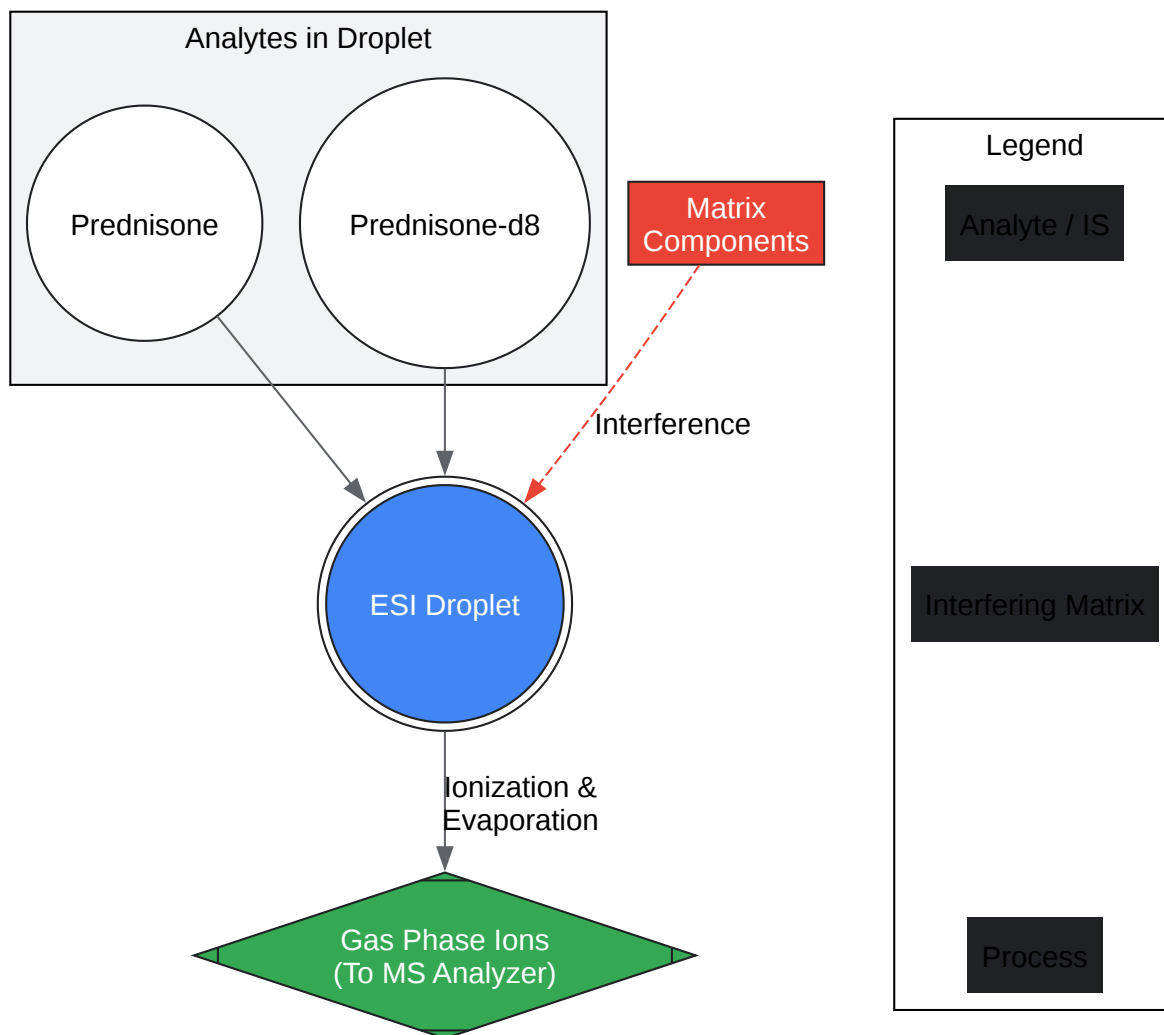 Analytes in Droplet
Prednisone
Prednisone-d8
Matrix
Components
Interference
ESI Droplet
Ionization &
Evaporation
Gas Phase Ions
(To MS Analyzer)
Legend
Analyte / IS
Interfering Matrix
Process